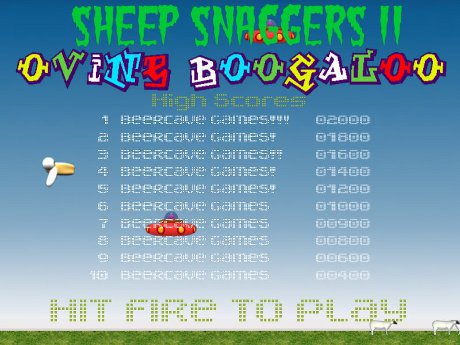 SHEEP SNAGGERS II
OVINE BOOGALOO
High Scores
1 Beercave Games!!! 02000
2 Beercave Games! 01800
3 Beercave Games!! 01600
4 Beercave Games! 01400
5 Beercave Games! 01200
6 Beercave Games 01000
7 Beercave Games 00900
8 Beercave Games 00800
9 Beercave Games 00600
10 Beercave Games 00400
Hit Fire To Play